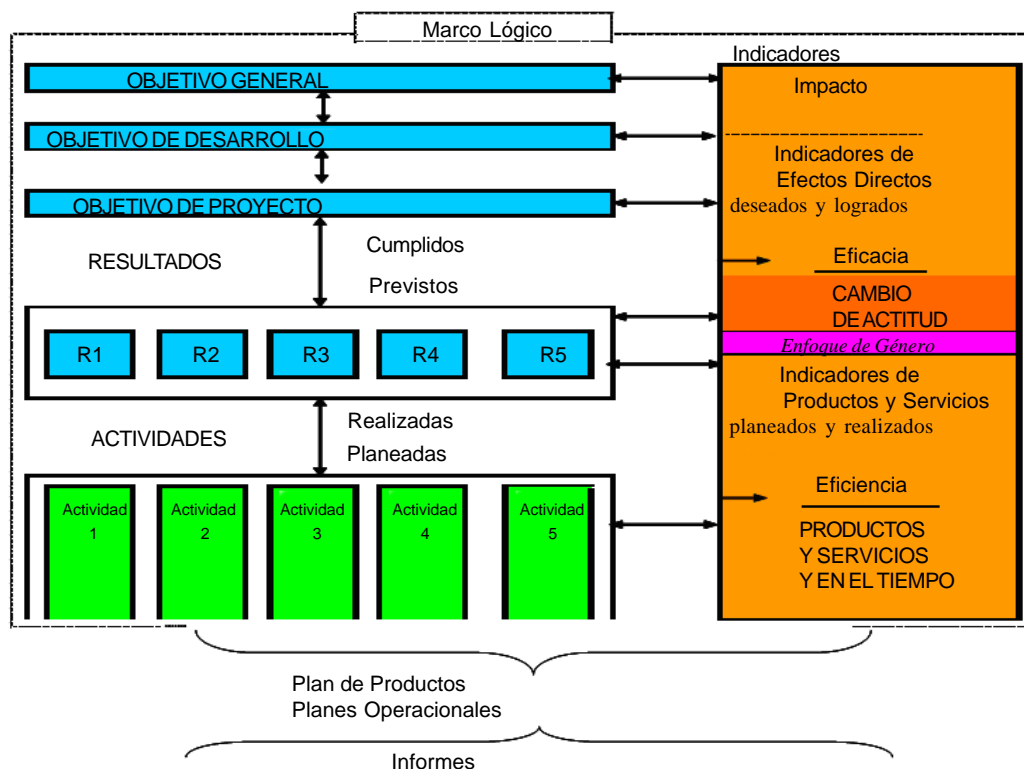 Marco Lógico
Indicadores
OBJETIVO GENERAL
OBJETIVO DE DESARROLLO
OBJETIVO DE PROYECTO
RESULTADOS
Cumplidos
Previstos
R1 R2 R3 R4 R5
ACTIVIDADES
Realizadas
Planeadas
Actividad 1
Actividad 2
Actividad 3
Actividad 4
Actividad 5
Impacto
Indicadores de
Efectos Directos
deseados y logrados
Eficacia
CAMBIO
DE ACTITUD
Enfoque de Género
Indicadores de
Productos y Servicios
planeados y realizados
Eficiencia
PRODUCTOS
Y SERVICIOS
Y EN EL TIEMPO
Plan de Productos
Planes Operacionales
Informes